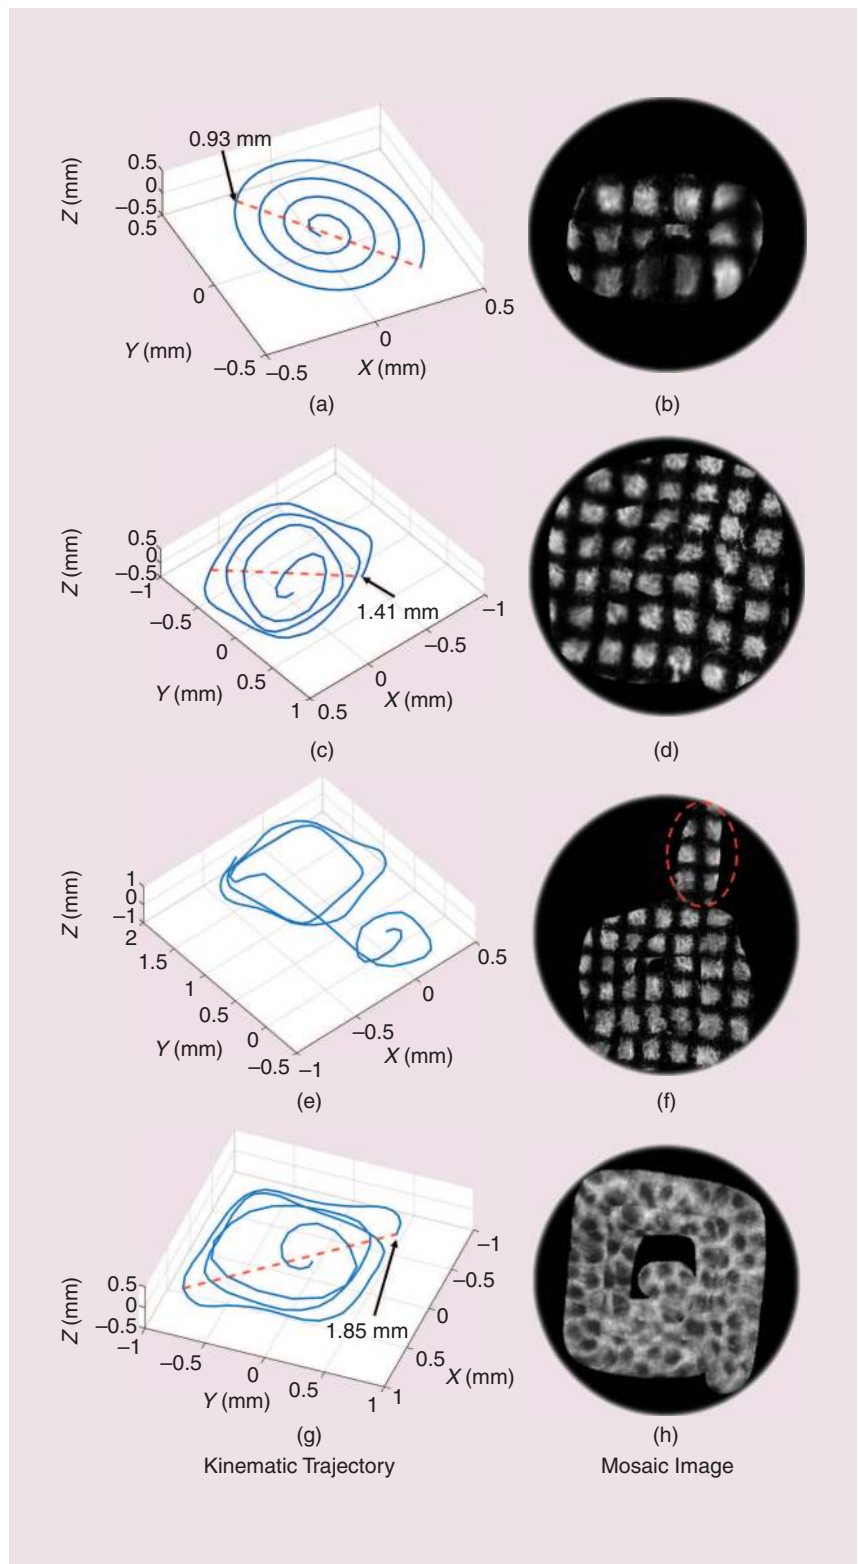 0.93 mm
Z (mm)
0.5
0
–0.5
0.5
0
Y (mm)
–0.5
–0.5
0
X (mm)
0.5
(a)
(b)
Z (mm)
0.5
0
–0.5
–1
–0.5
0
0.5
1
Y (mm)
0.5
0
–0.5
–1
X (mm)
1.41 mm
(c)
(d)
Z (mm)
1
0
–1
2
1.5
1
0.5
0
–0.5
Y (mm)
–1
–0.5
0
0.5
X (mm)
(e)
(f)
Z (mm)
0.5
0
–0.5
–1
–0.5
0
0.5
1
Y (mm)
1
0.5
0
–0.5
–1
X (mm)
1.85 mm
(g)
(h)
Kinematic Trajectory
Mosaic Image